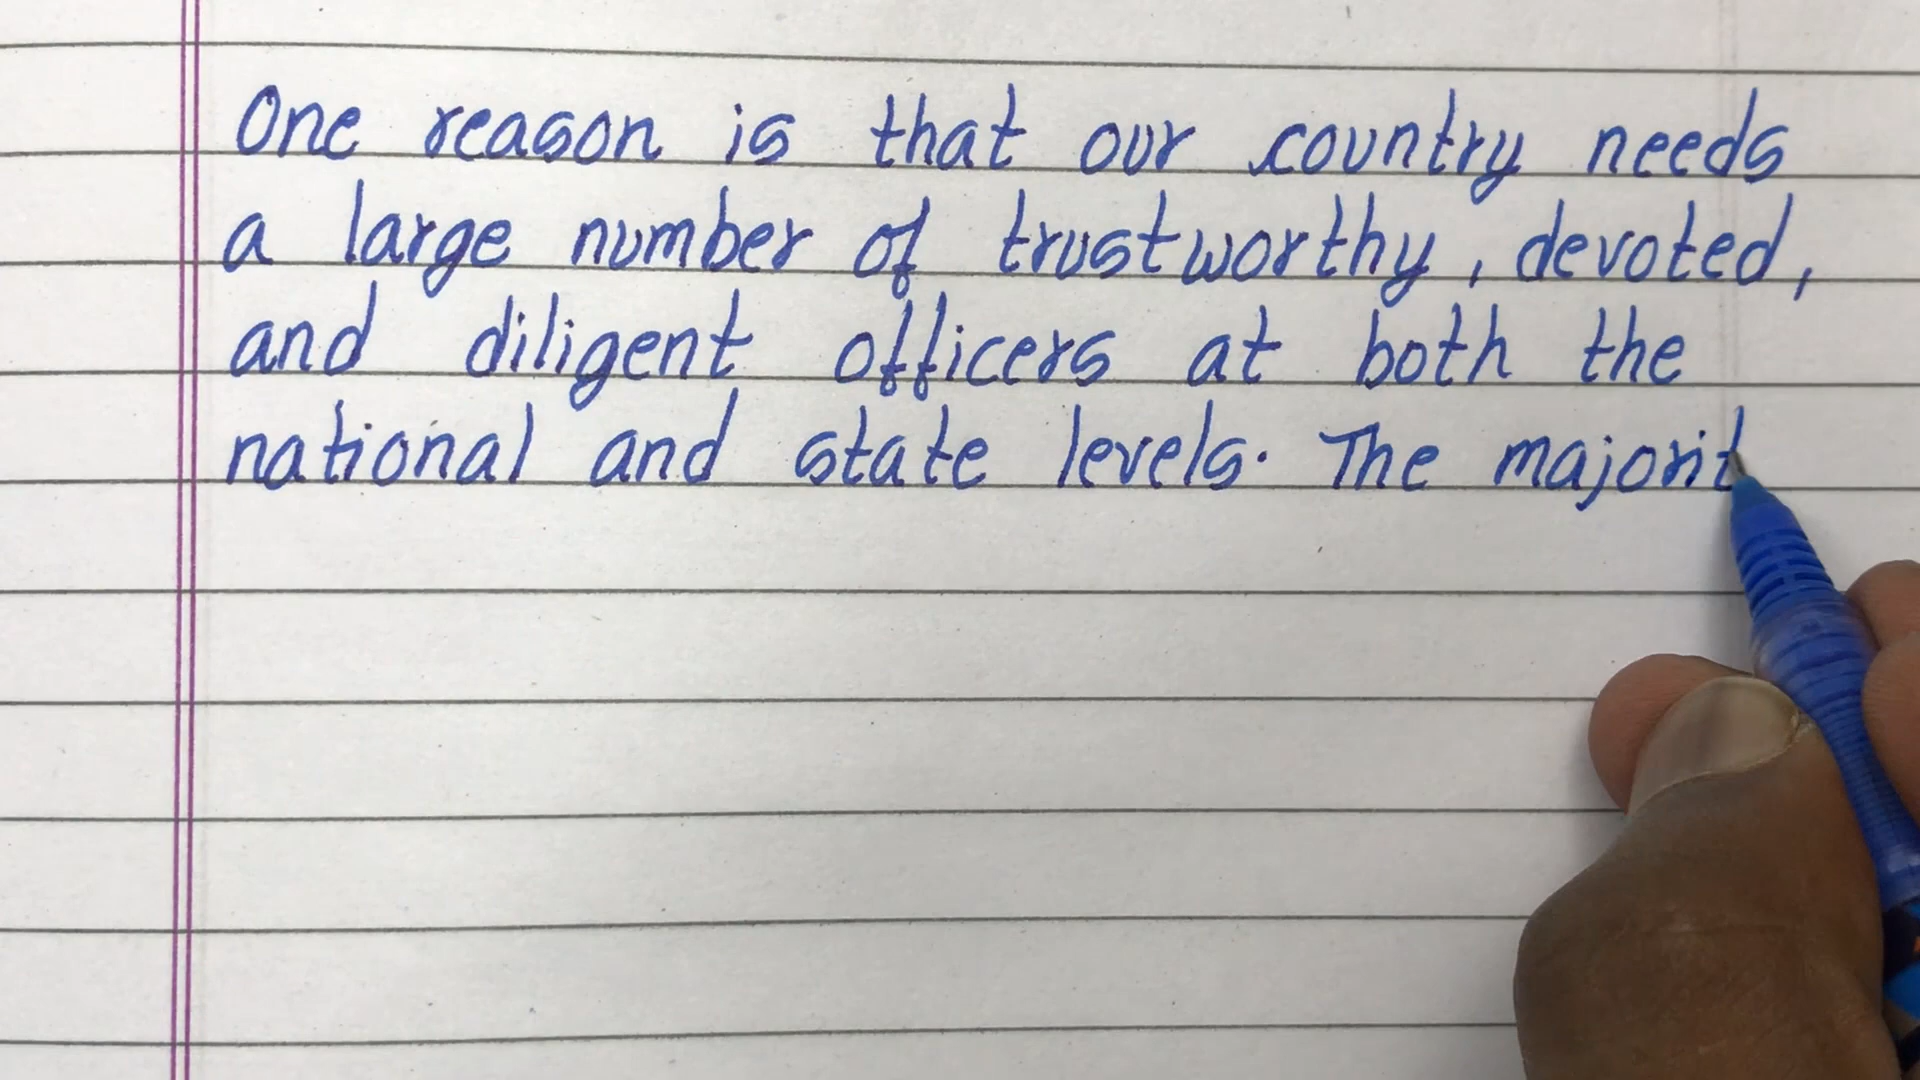 One reason is that our country needs
a large number of trustworthy, devoted,
and diligent officers at both the
national and state levels. The majorit